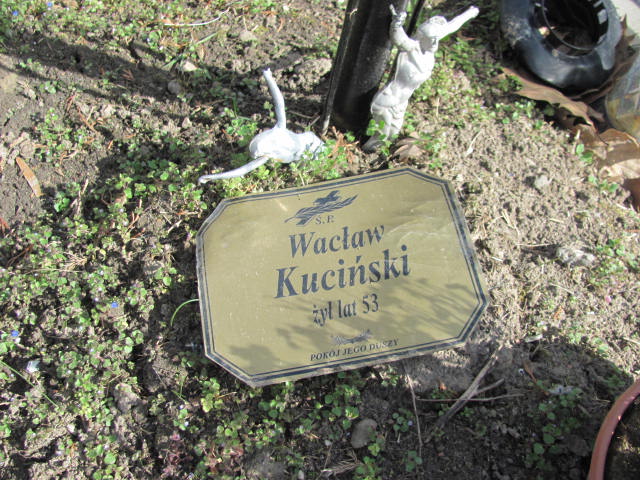 Ś.P.
Wacław
Kuciński
żył lat 53
POKÓJ JEGO DUSZY